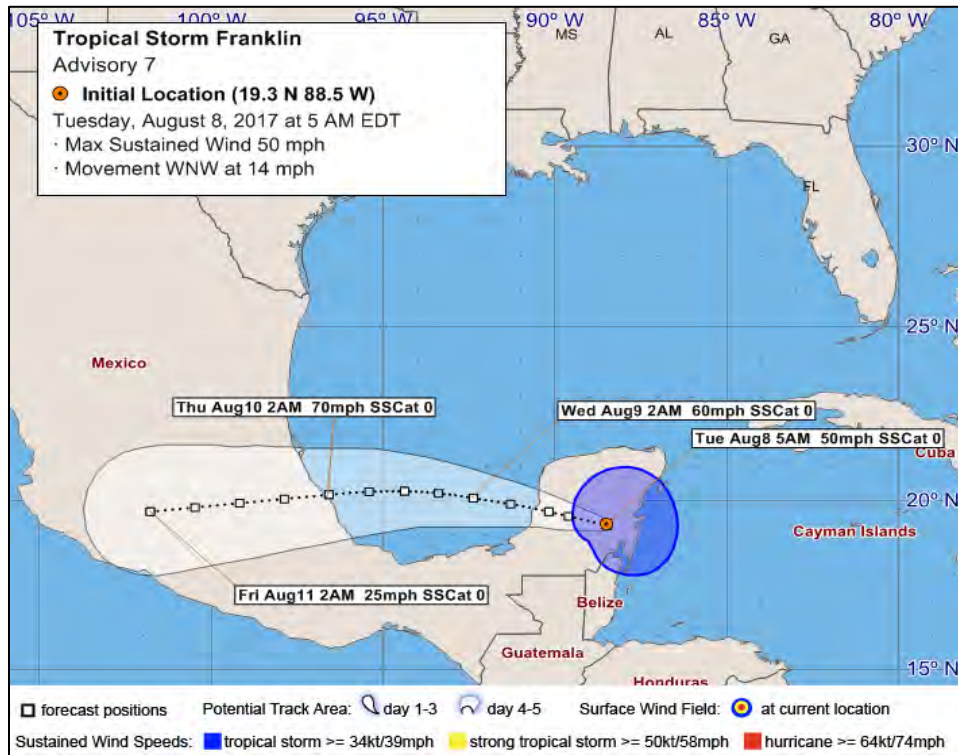 105° W
100° W
95° W
90° W
85° W
80° W
Tropical Storm Franklin
Advisory 7
Initial Location (19.3 N 88.5 W)
Tuesday, August 8, 2017 at 5 AM EDT
· Max Sustained Wind 50 mph
· Movement WNW at 14 mph
MS
AL
GA
30° N
FL
25° N
Mexico
Thu Aug10 2AM 70mph SSCat 0
Wed Aug9 2AM 60mph SSCat 0
Tue Aug8 5AM 50mph SSCat 0
Cuba
20° N
Cayman Islands
Fri Aug11 2AM 25mph SSCat 0
Belize
Guatemala
Honduras
15° N
forecast positions Potential Track Area: day 1-3 day 4-5 Surface Wind Field: at current location
Sustained Wind Speeds: tropical storm >= 34kt/39mph strong tropical storm >= 50kt/58mph hurricane >= 64kt/74mph